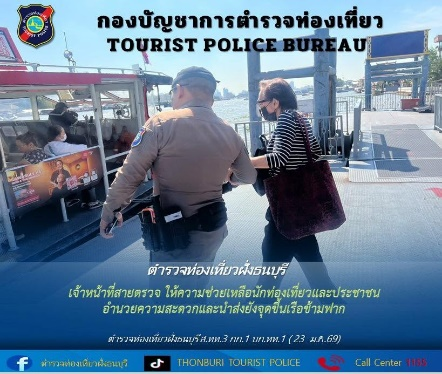 กองบัญชาการตำรวจท่องเที่ยว
TOURIST POLICE BUREAU
ตำรวจท่องเที่ยวฝั่งธนบุรี
เจ้าหน้าที่สายตรวจ ให้ความช่วยเหลือนักท่องเที่ยวและประชาชน
อำนวยความสะดวกและนำส่งยังจุดขึ้นเรือข้ามฟาก
ตำรวจท่องเที่ยวฝั่งธนบุรี ส.ทท.3 กก.1 บก.ทท.1 ( 23 ม.ค.69)
ตำรวจท่องเที่ยวฝั่งธนบุรี THONBURI TOURIST POLICE Call Center 1155